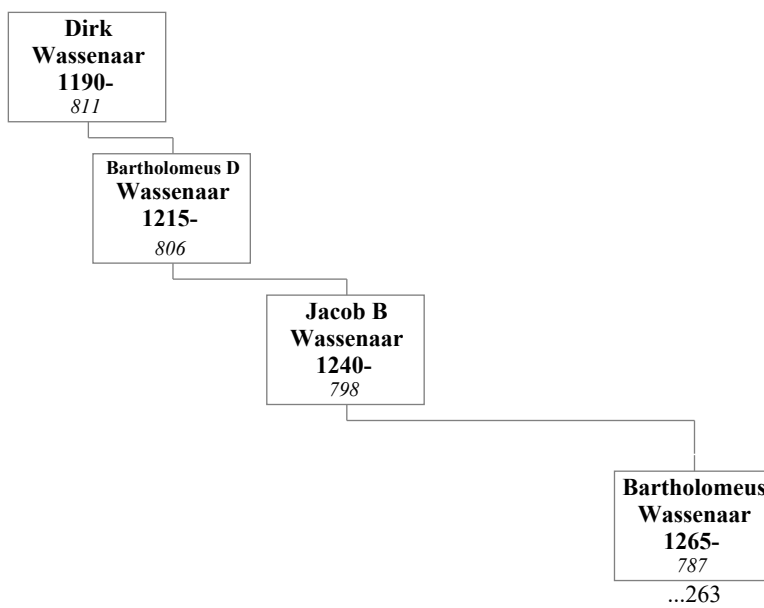 Dirk
Wassenaar
1190-
811
Bartholomeus D
Wassenaar
1215-
806
Jacob B
Wassenaar
1240-
798
Bartholomeus
Wassenaar
1265-
787
...263